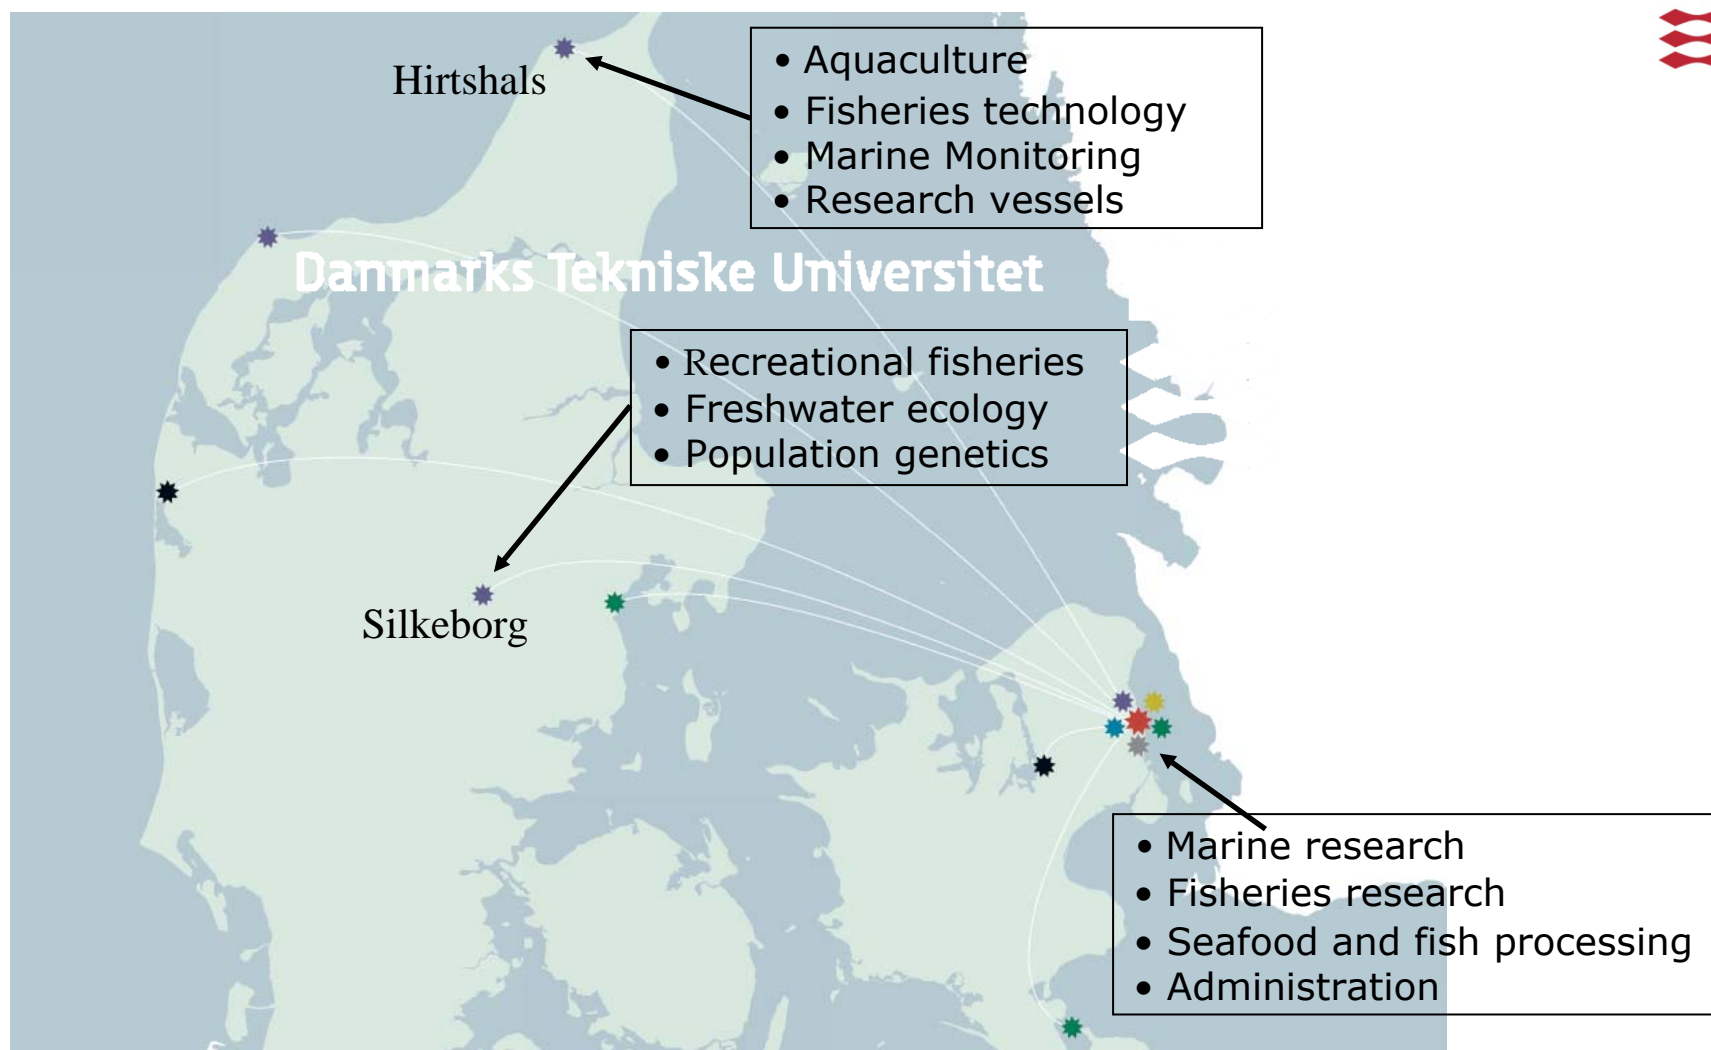 Hirtshals
• Aquaculture
• Fisheries technology
• Marine Monitoring
• Research vessels
Danmarks Tekniske Universitet
• Recreational fisheries
• Freshwater ecology
• Population genetics
Silkeborg
• Marine research
• Fisheries research
• Seafood and fish processing
• Administration